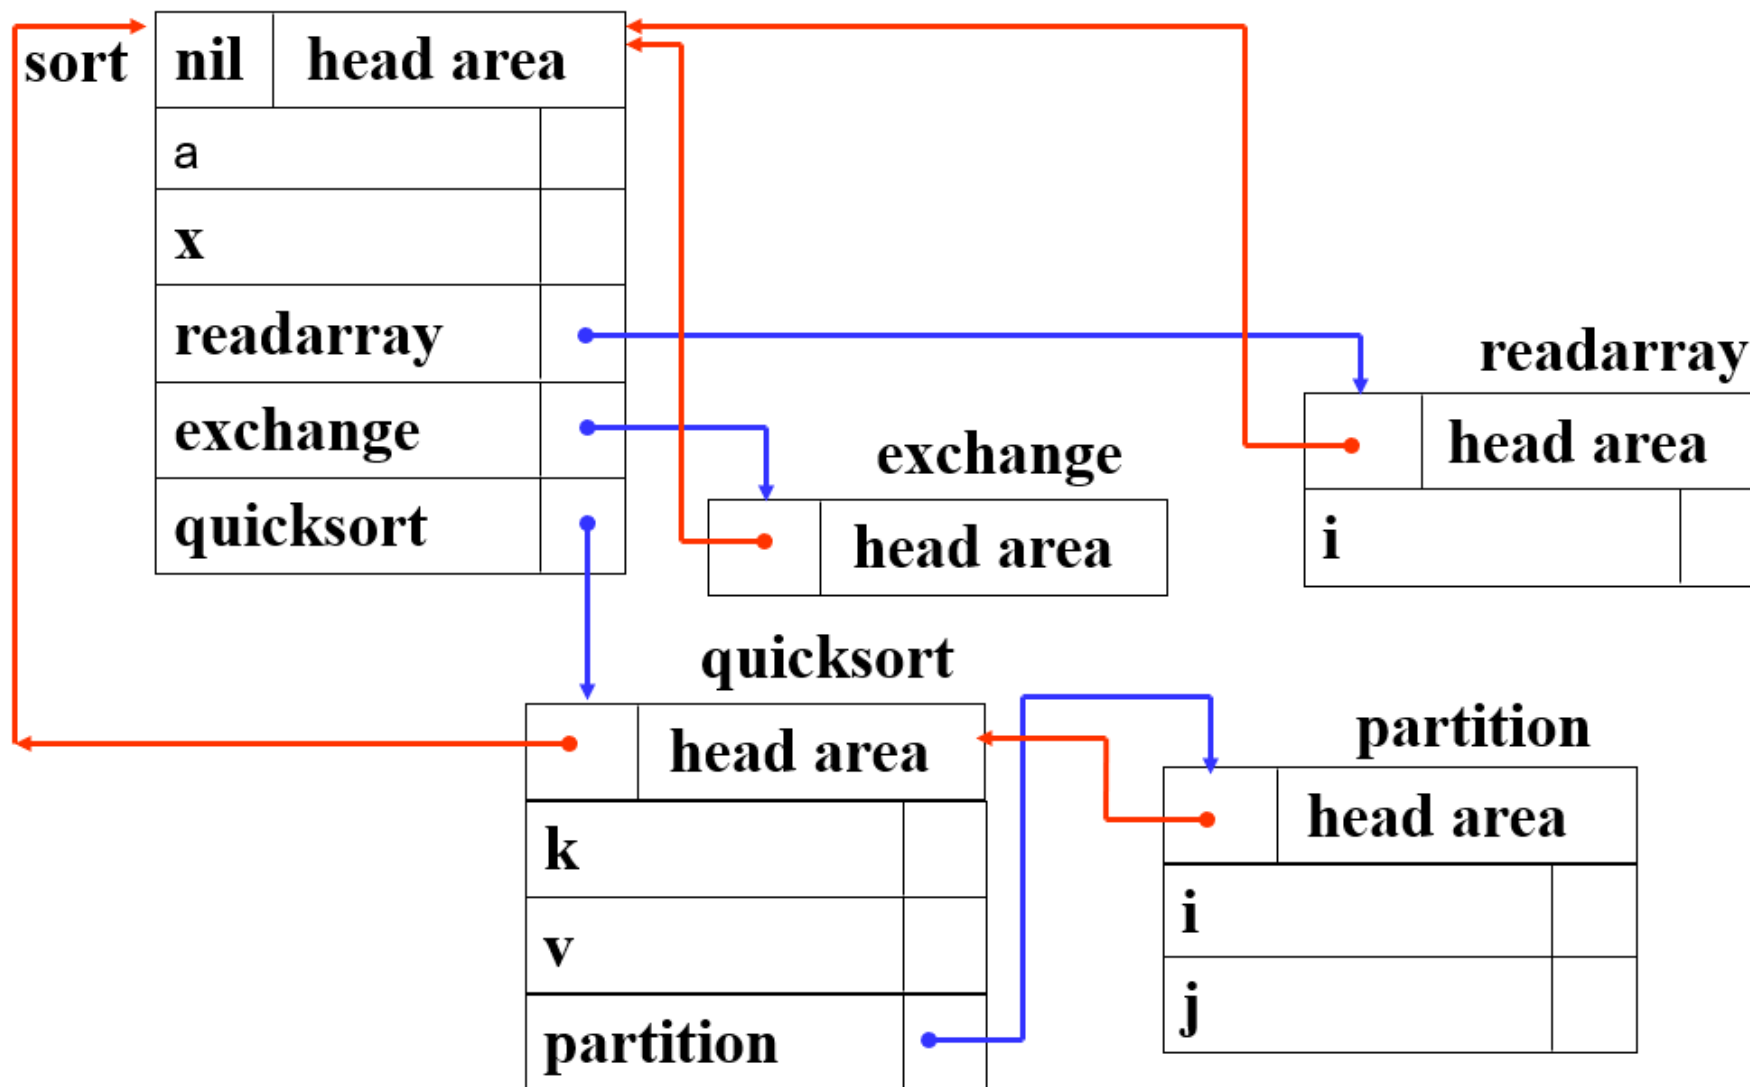 sort
nil head area
a
x
readarray
exchange
quicksort
readarray
head area
i
exchange
head area
quicksort
head area
k
v
partition
partition
head area
i
j